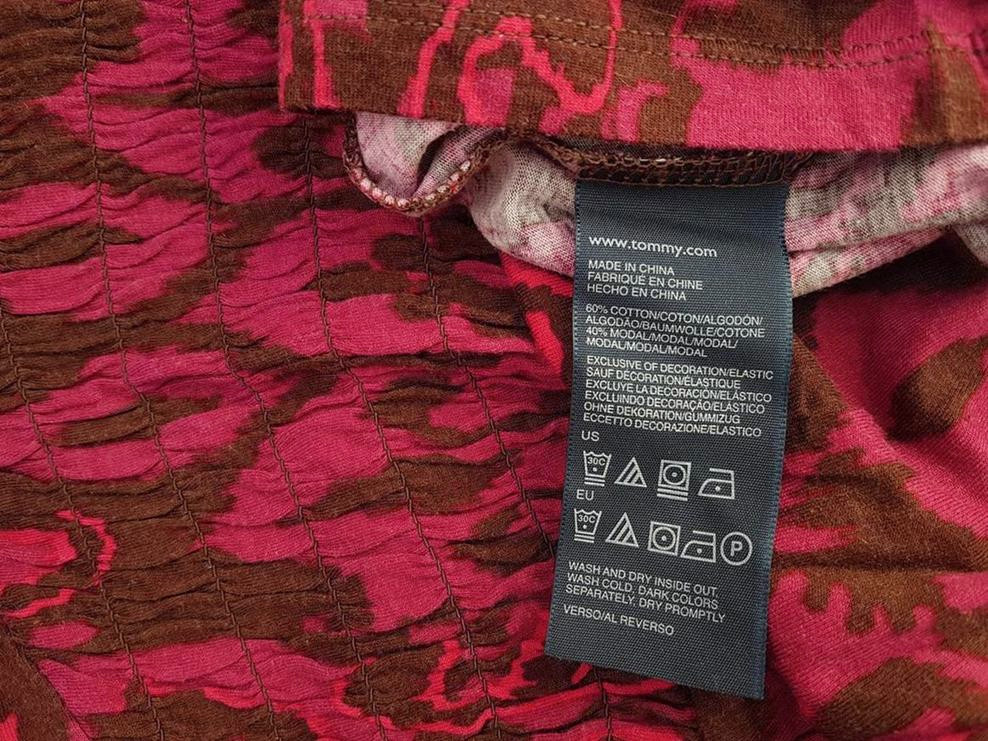 www.tommy.com
MADE IN CHINA
FABRIQUÉ EN CHINE
HECHO EN CHINA
60% COTTON/COTON/ALGODÓN/
ALGODÃO/BAUMWOLLE/COTONE
40% MODAL/MODAL/MODAL/
MODAL/MODAL/MODAL
EXCLUSIVE OF DECORATION/ELASTIC
SAUF DÉCORATION/ÉLASTIQUE
EXCLUYE LA DECORACIÓN/ELÁSTICO
EXCLUINDO DECORAÇÃO/ELÁSTICO
OHNE DEKORATION/GUMMIZUG
ECCETTO DECORAZIONE/ELASTICO
US
30C
EU
30C P
WASH AND DRY INSIDE OUT,
WASH COLD, DARK COLORS
SEPARATELY, DRY PROMPTLY
VERSO/AL REVERSO